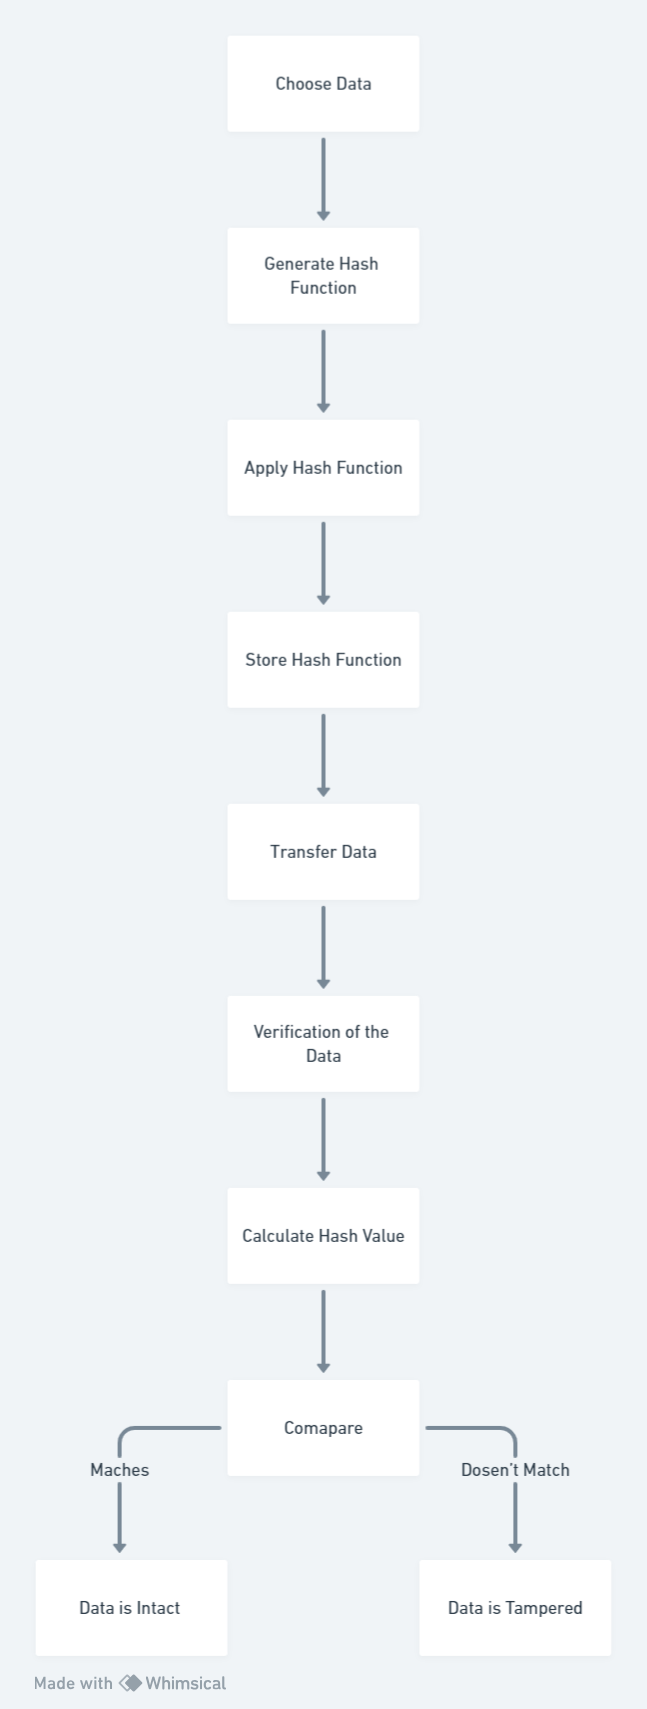 Choose Data
Generate Hash
Function
Apply Hash Function
Store Hash Function
Transfer Data
Verification of the
Data
Calculate Hash Value
Comapare
Maches
Dosen't Match
Data is Intact
Data is Tampered
Made with Whimsical